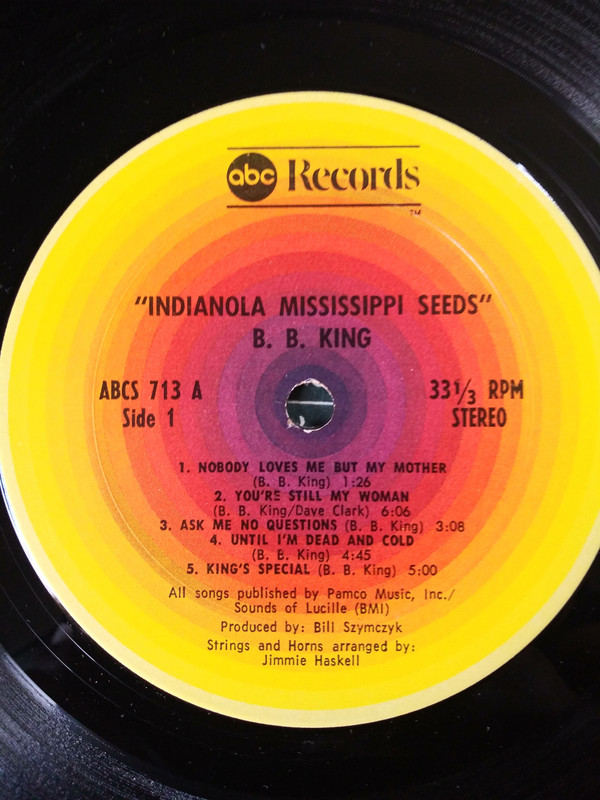 abc Records
TM
"INDIANOLA MISSISSIPPI SEEDS"
B. B. KING
ABCS 713 A
Side 1
33 1/3 RPM
STEREO
1. NOBODY LOVES ME BUT MY MOTHER
(B. B. King) 1:26
2. YOU'RE STILL MY WOMAN
(B. B. King/Dave Clark) 6:06
3. ASK ME NO QUESTIONS (B. B. King) 3:08
4. UNTIL I'M DEAD AND COLD
(B. B. King) 4:45
5. KING'S SPECIAL (B. B. King) 5:00
All songs published by Pamco Music, Inc./
Sounds of Lucille (BMI)
Produced by: Bill Szymczyk
Strings and Horns arranged by:
Jimmie Haskell